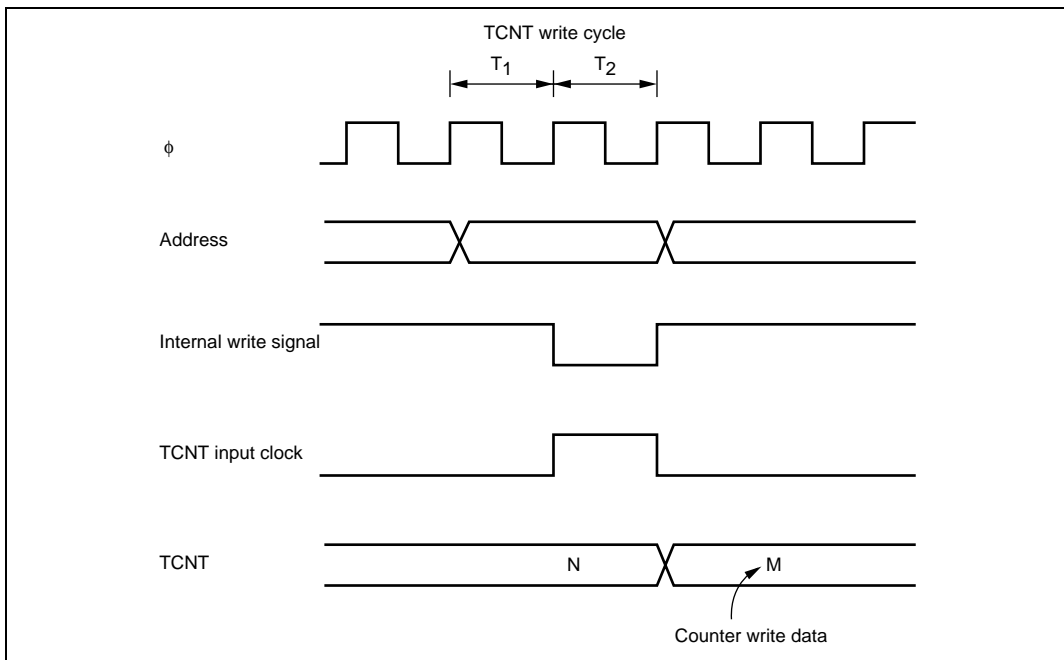 TCNT write cycle
T1 T2
ϕ
Address
Internal write signal
TCNT input clock
TCNT
N M
Counter write data